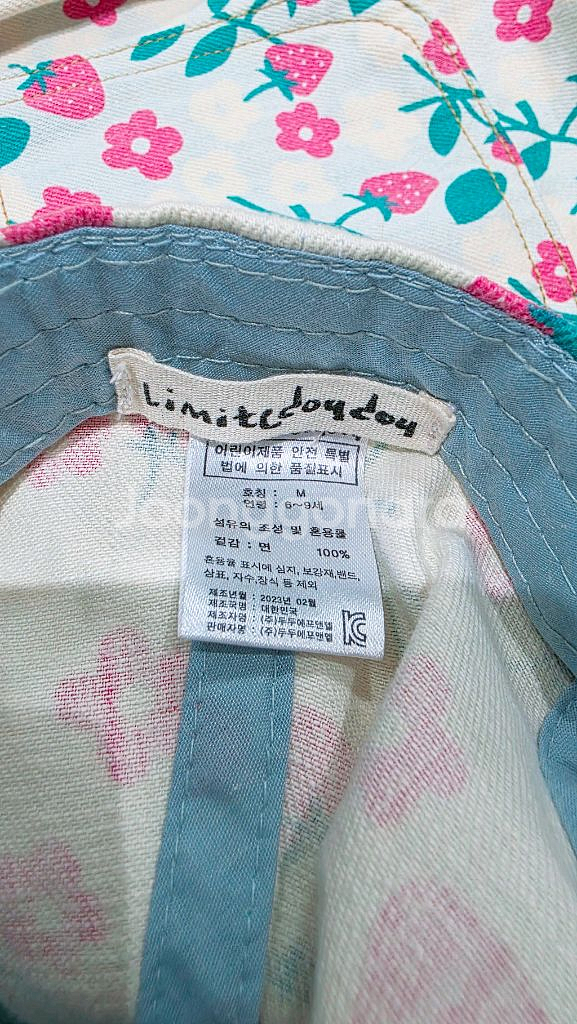 Limitedoudou
어린이제품 안전 특별
법에 의한 품질표시
호칭 : M
연령 : 6~9세
섬유의 조성 및 혼용률
겉감 : 면 100%
혼용율 표시에 심지, 보강재,밴드,
상표, 자수,장식 등 제외
제조년월 : 2023년 02월
제조국명 : 대한민국
제조자명 : (주)두두에프앤엘
판매자명 : (주)두두에프앤엘